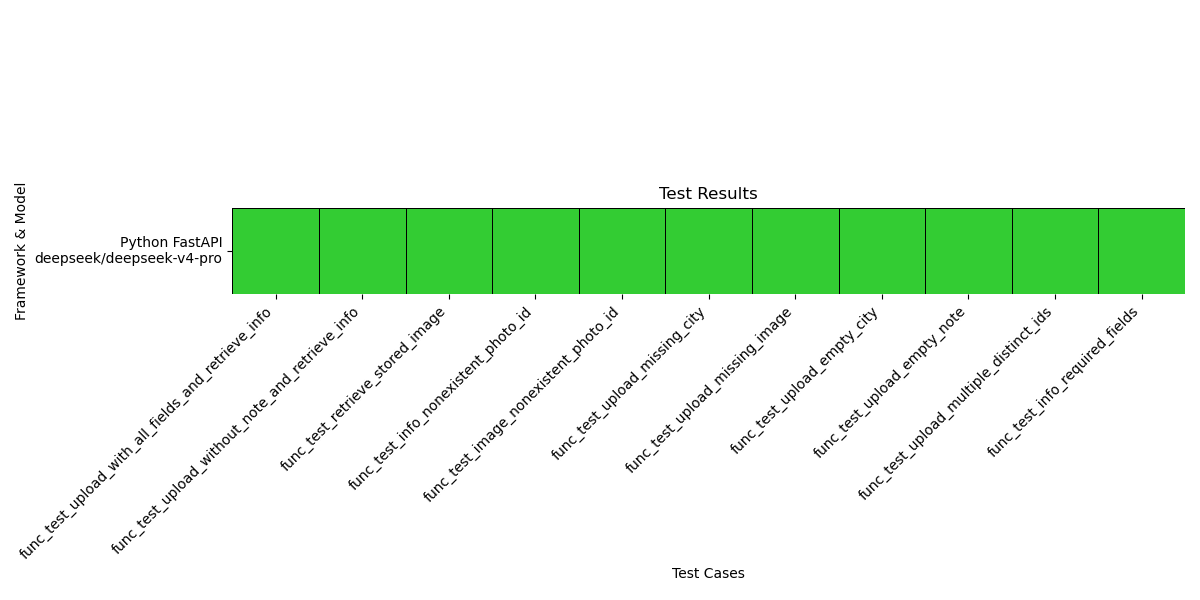 Test Results
Framework & Model
Python FastAPI
deepseek/deepseek-v4-pro
func_test_upload_with_all_fields_and_retrieve_info
func_test_upload_without_note_and_retrieve_info
func_test_retrieve_stored_image
func_test_info_nonexistent_photo_id
func_test_image_nonexistent_photo_id
func_test_upload_missing_city
func_test_upload_missing_image
func_test_upload_empty_city
func_test_upload_empty_note
func_test_upload_multiple_distinct_ids
func_test_info_required_fields
Test Cases